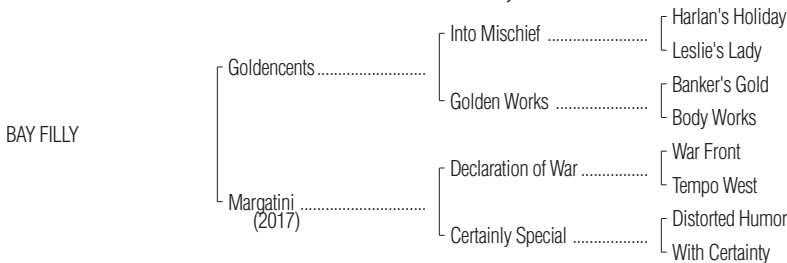 Harlan's Holiday
Into Mischief ........................
Leslie's Lady
Goldencents..........................
Banker's Gold
Golden Works ......................
Body Works
BAY FILLY
War Front
Declaration of War ................
Tempo West
Margatini ..............................
(2017)
Distorted Humor
Certainly Special ..................
With Certainty